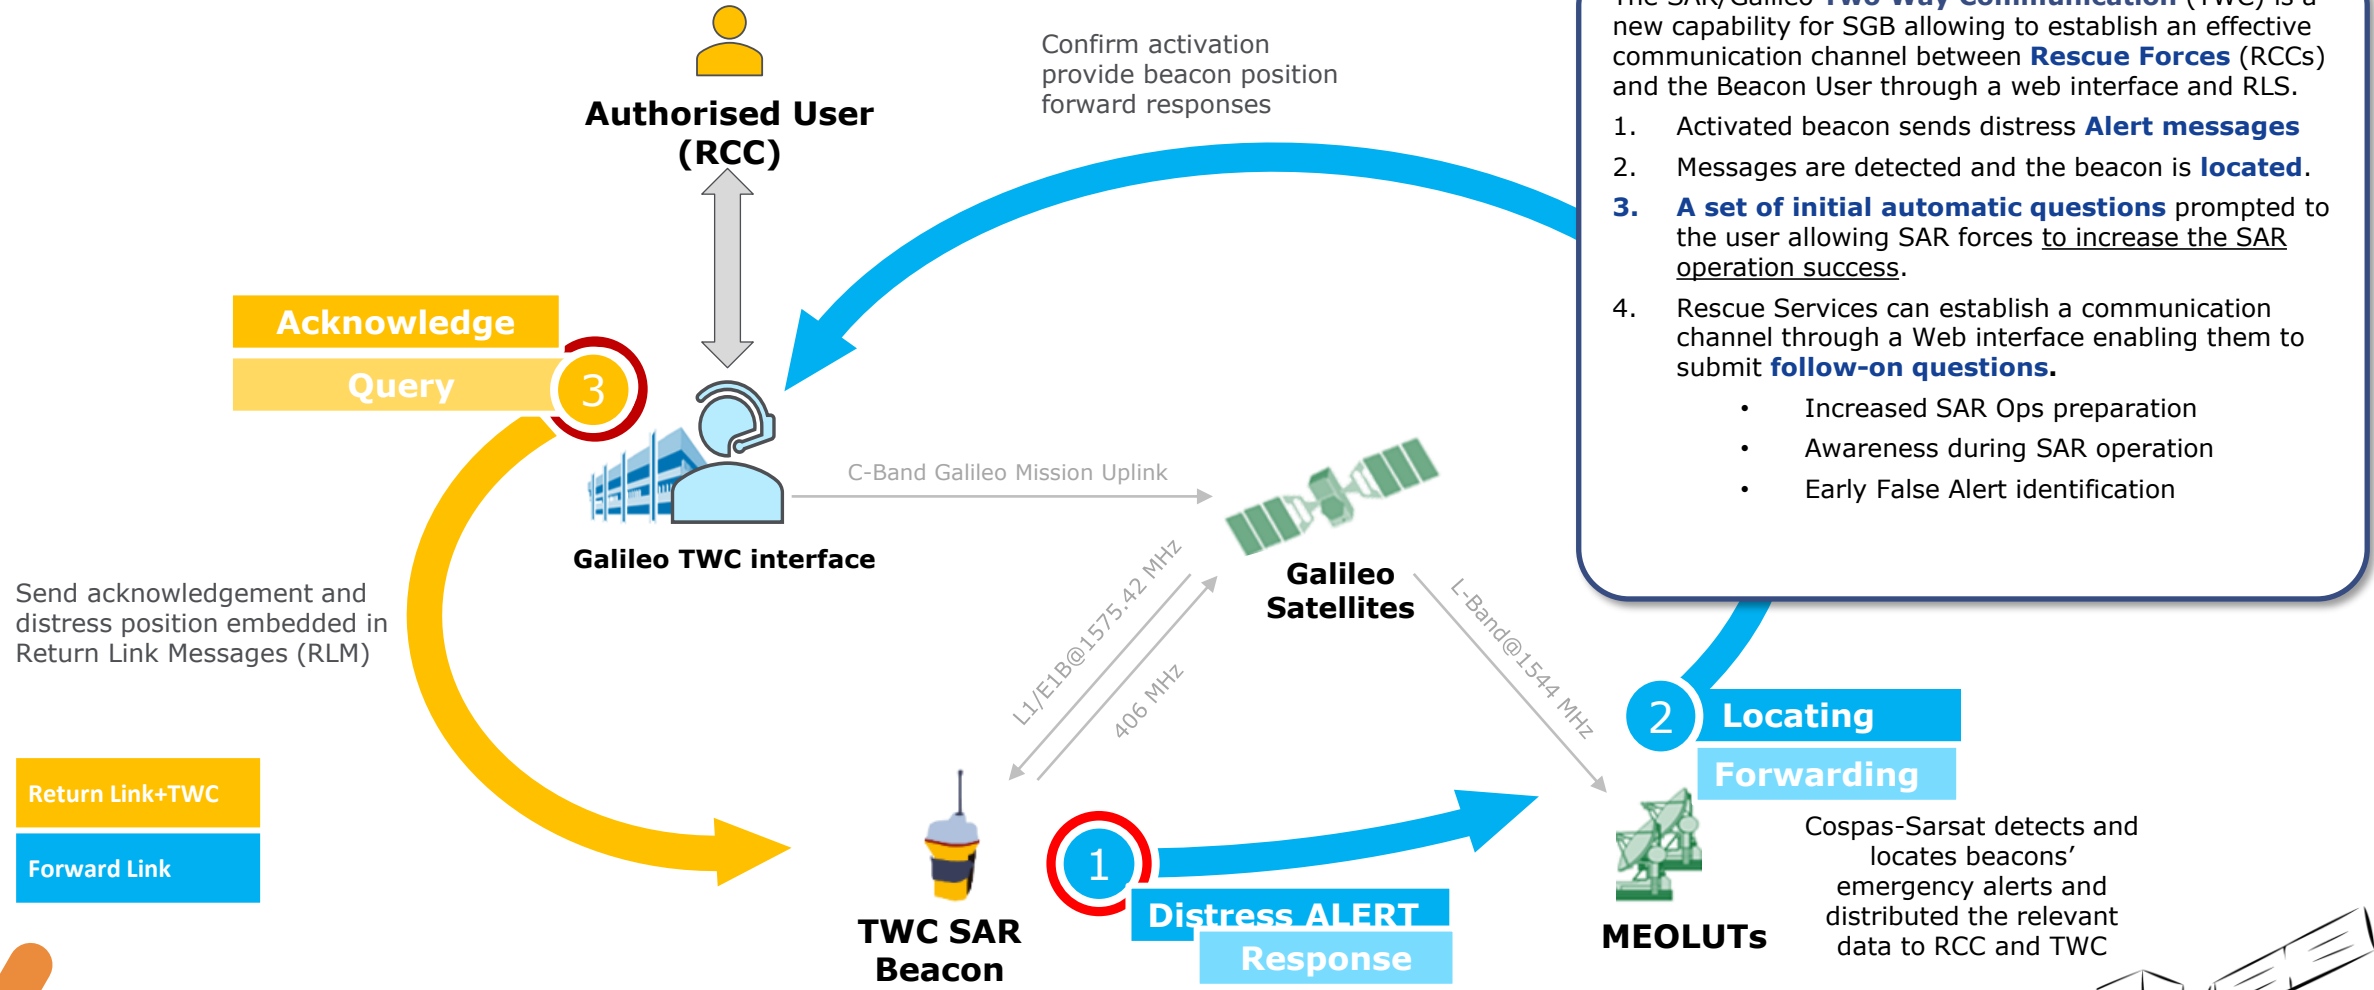 Authorised User
(RCC)
Confirm activation
provide beacon position
forward responses
The SAR/Galileo Two Way Communication (TWC) is a
new capability for SGB allowing to establish an effective
communication channel between Rescue Forces (RCCs)
and the Beacon User through a web interface and RLS.
1. Activated beacon sends distress Alert messages
2. Messages are detected and the beacon is located.
3. A set of initial automatic questions prompted to
the user allowing SAR forces to increase the SAR
operation success.
4. Rescue Services can establish a communication
channel through a Web interface enabling them to
submit follow-on questions.
• Increased SAR Ops preparation
• Awareness during SAR operation
• Early False Alert identification
Acknowledge
Query
3
C-Band Galileo Mission Uplink
Galileo TWC interface
Galileo
Satellites
Send acknowledgement and
distress position embedded in
Return Link Messages (RLM)
L1/E1B@1575.42 MHz
406 MHz
L-Band@1544 MHz
2
Locating
Forwarding
Return Link+TWC
Forward Link
1
Distress ALERT
Response
TWC SAR
Beacon
MEOLUTs
Cospas-Sarsat detects and
locates beacons’
emergency alerts and
distributed the relevant
data to RCC and TWC